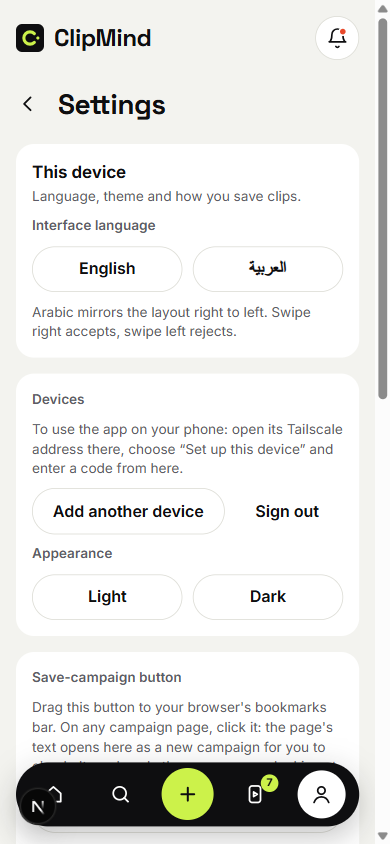 ClipMind
Settings
This device
Language, theme and how you save clips.
Interface language
English
العربية
Arabic mirrors the layout right to left. Swipe
right accepts, swipe left rejects.
Devices
To use the app on your phone: open its Tailscale
address there, choose “Set up this device” and
enter a code from here.
Add another device
Sign out
Appearance
Light
Dark
Save-campaign button
Drag this button to your browser's bookmarks
bar. On any campaign page, click it: the page's
text opens here as a new campaign for you to
7
N